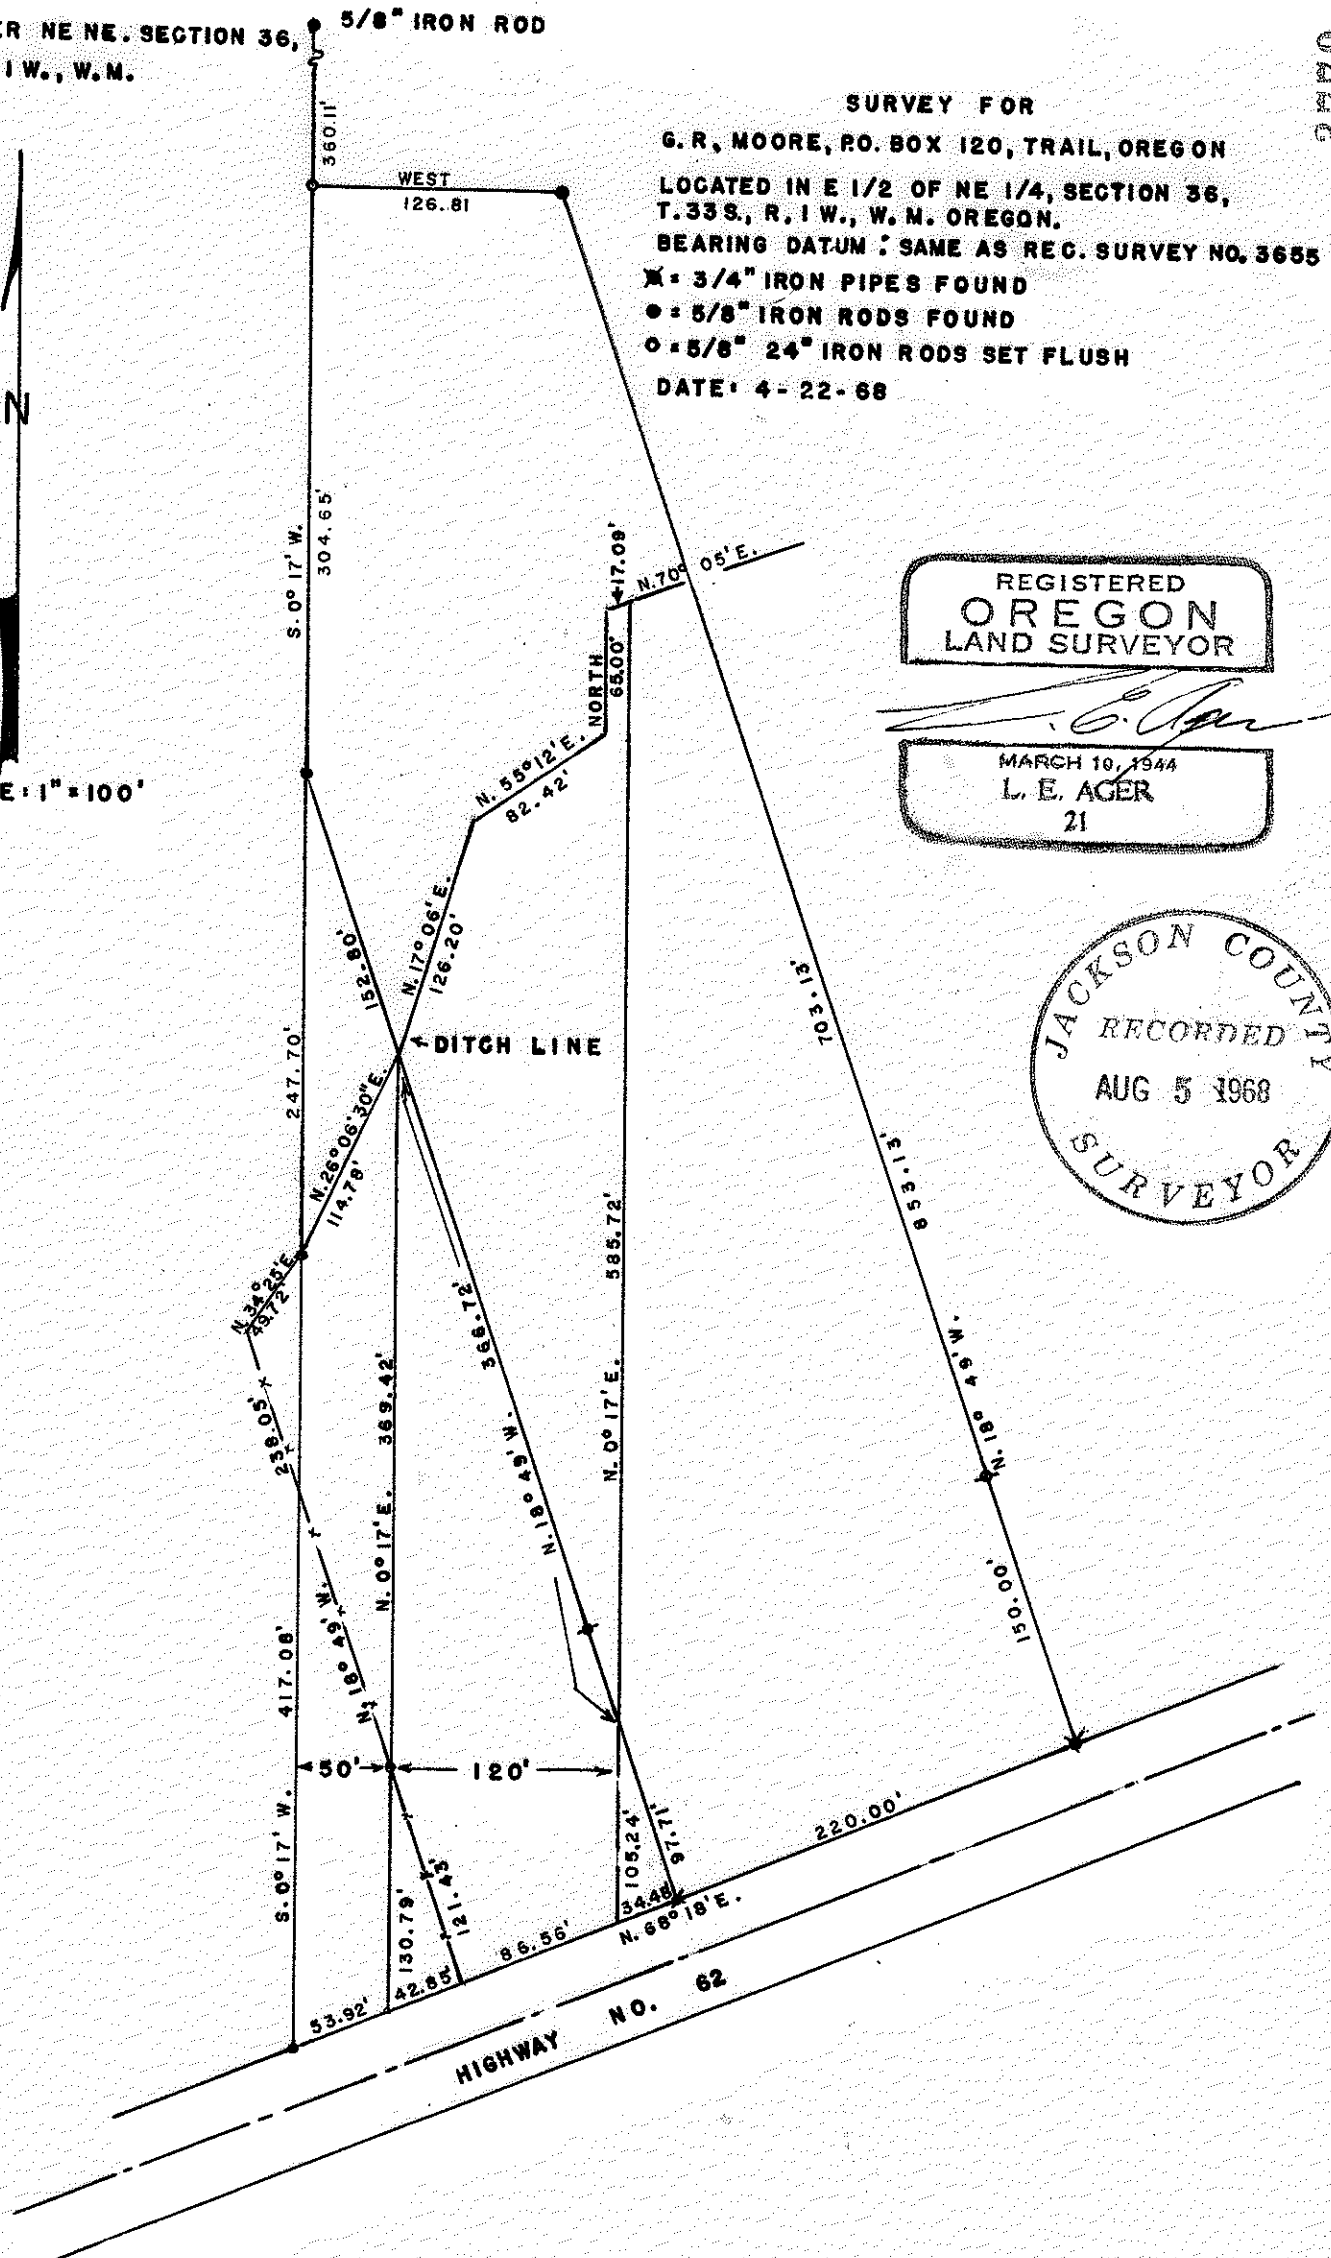 5/8" IRON ROD
ER NE NE. SECTION 36,
1 W., W.M.
360.11'
WEST
126.81
SURVEY FOR
G. R, MOORE, P.O. BOX 120, TRAIL, OREGON
LOCATED IN E 1/2 OF NE 1/4, SECTION 36,
T.33 S., R. 1 W., W. M. OREGON.
BEARING DATUM : SAME AS REC. SURVEY NO. 3655
= 3/4" IRON PIPES FOUND
● = 5/8" IRON RODS FOUND
O = 5/8" 24" IRON RODS SET FLUSH
DATE: 4-22-68
N
S. 0° 17' W.
304.65'
17.09'
N. 70° 05' E.
NORTH
65.00'
REGISTERED
OREGON
LAND SURVEYOR
L. E. Ager
MARCH 10, 1944
L. E. AGER
21
E: 1" = 100'
N. 55° 12' E.
82.42'
152.80'
N. 17° 06' E.
126.20'
703.13'
JACKSON COUNTY
RECORDED
AUG 5 1968
SURVEYOR
DITCH LINE
247.70'
N. 26° 06' 30" E.
114.78'
853.13'
585.72'
N. 34° 25' E.
49.72'
366.72'
369.42'
N. 0° 17' E.
N. 18° 49' W.
238.05'
N. 18° 49' W.
N. 0° 17' E.
N. 18° 49' W.
150.00'
417.08'
S. 0° 17' W.
50'
120'
220.00'
105.24'
97.71'
130.79'
121.43'
34.48'
86.56'
N. 68° 18' E.
42.85'
53.92'
HIGHWAY NO. 62